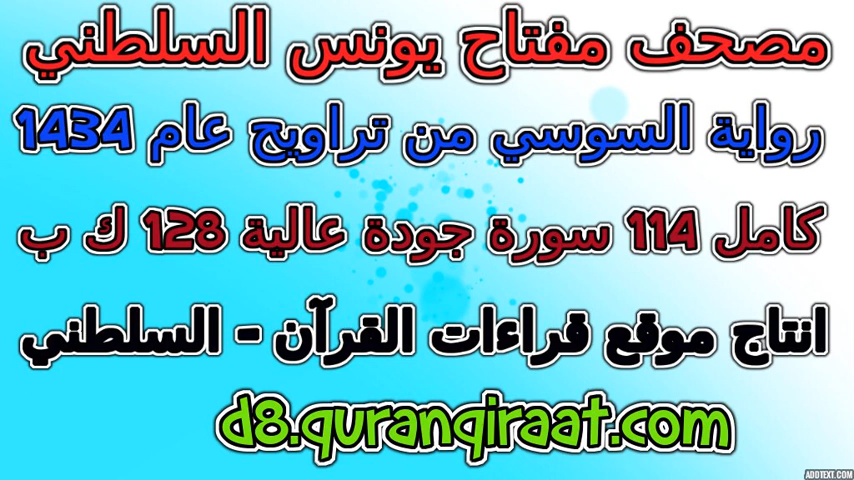 مصحف مفتاح يونس السلطني
رواية السوسي من تراويح عام 1434
كامل 114 سورة جودة عالية 128 ك ب
انتاج موقع قراءات القرآن - السلطني
d8.quranqiraat.com
ADDTEXT.COM